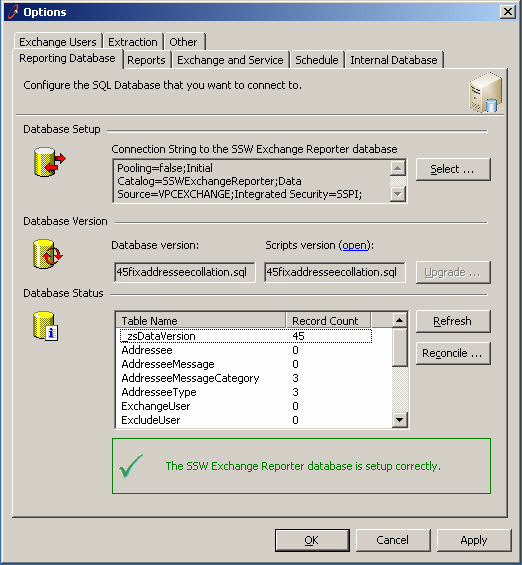 Options
Exchange Users Extraction Other
Reporting Database Reports Exchange and Service Schedule Internal Database
Configure the SQL Database that you want to connect to.
Database Setup
Connection String to the SSW Exchange Reporter database
Pooling=false;Initial
Catalog=SSWExchangeReporter;Data
Source=VPCEXCHANGE;Integrated Security=SSPI;
Select ...
Database Version
Database version: Scripts version (open):
45fixaddresseecollation.sql 45fixaddresseecollation.sql Upgrade ...
Database Status
Table Name Record Count
_zsDataVersion 45
Addressee 0
AddresseeMessage 0
AddresseeMessageCategory 3
AddresseeType 3
ExchangeUser 0
ExcludeUser 0
Refresh
Reconcile ...
The SSW Exchange Reporter database is setup correctly.
OK Cancel Apply